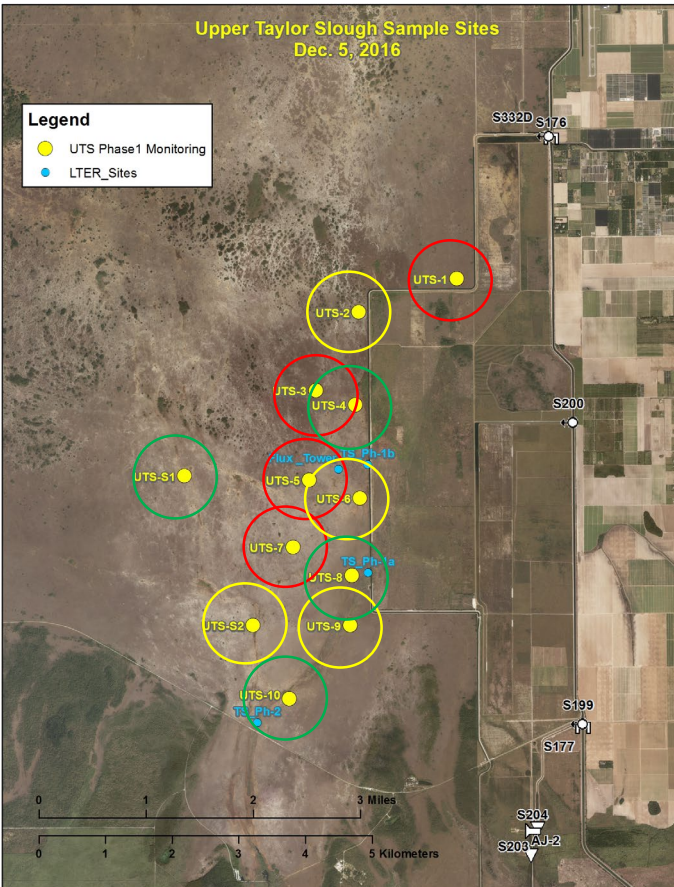 Upper Taylor Slough Sample Sites
Dec. 5, 2016
Legend
UTS Phase1 Monitoring
LTER_Sites
S332D
S176
UTS-1
UTS-2
UTS-3
UTS-4
S200
Flux_Tower
TS_Ph-1b
UTS-S1
UTS-5
UTS-6
UTS-7
TS_Ph-1a
UTS-8
UTS-S2
UTS-9
UTS-10
TS_Ph-2
S199
S177
0 1 2 3 Miles
S204
AJ-2
S203
0 1 2 3 4 5 Kilometers